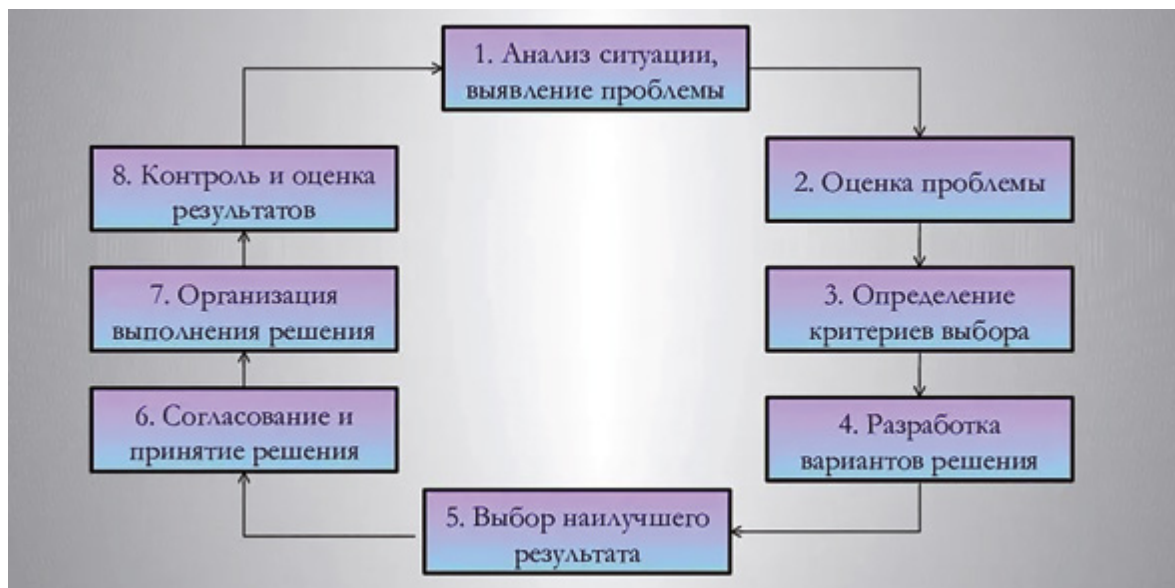 1. Анализ ситуации,
выявление проблемы
2. Оценка проблемы
3. Определение
критериев выбора
4. Разработка
вариантов решения
5. Выбор наилучшего
результата
6. Согласование и
принятие решения
7. Организация
выполнения решения
8. Контроль и оценка
результатов